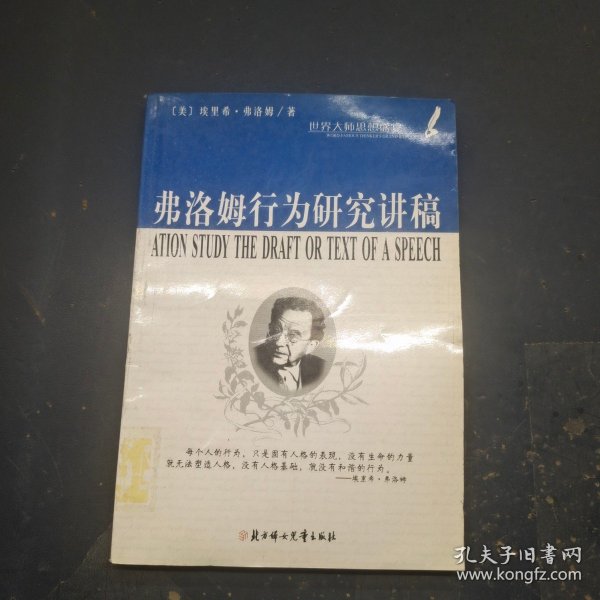 〔美〕埃里希·弗洛姆／著
世界大师思想
弗洛姆行为研究讲稿
ATION STUDY THE DRAFT OR TEXT OF A SPEECH
每个人的行为，只是固有人格的表现，没有生命的力量
就无法塑造人格，没有人格基础，就没有和谐的行为。
——埃里希·弗洛姆
北方妇女儿童出版社
孔夫子旧书网
www.kongfz.com